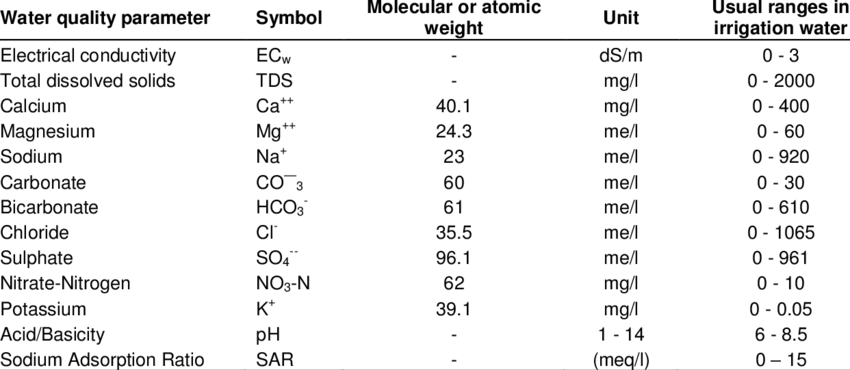 Water quality parameter Symbol Molecular or atomic weight Unit Usual ranges in irrigation water
Electrical conductivity ECw - dS/m 0 - 3
Total dissolved solids TDS - mg/l 0 - 2000
Calcium Ca++ 40.1 mg/l 0 - 400
Magnesium Mg++ 24.3 me/l 0 - 60
Sodium Na+ 23 me/l 0 - 920
Carbonate CO—3 60 me/l 0 - 30
Bicarbonate HCO3- 61 me/l 0 - 610
Chloride Cl- 35.5 me/l 0 - 1065
Sulphate SO4-- 96.1 me/l 0 - 961
Nitrate-Nitrogen NO3-N 62 mg/l 0 - 10
Potassium K+ 39.1 mg/l 0 - 0.05
Acid/Basicity pH - 1 - 14 6 - 8.5
Sodium Adsorption Ratio SAR - (meq/l) 0 – 15